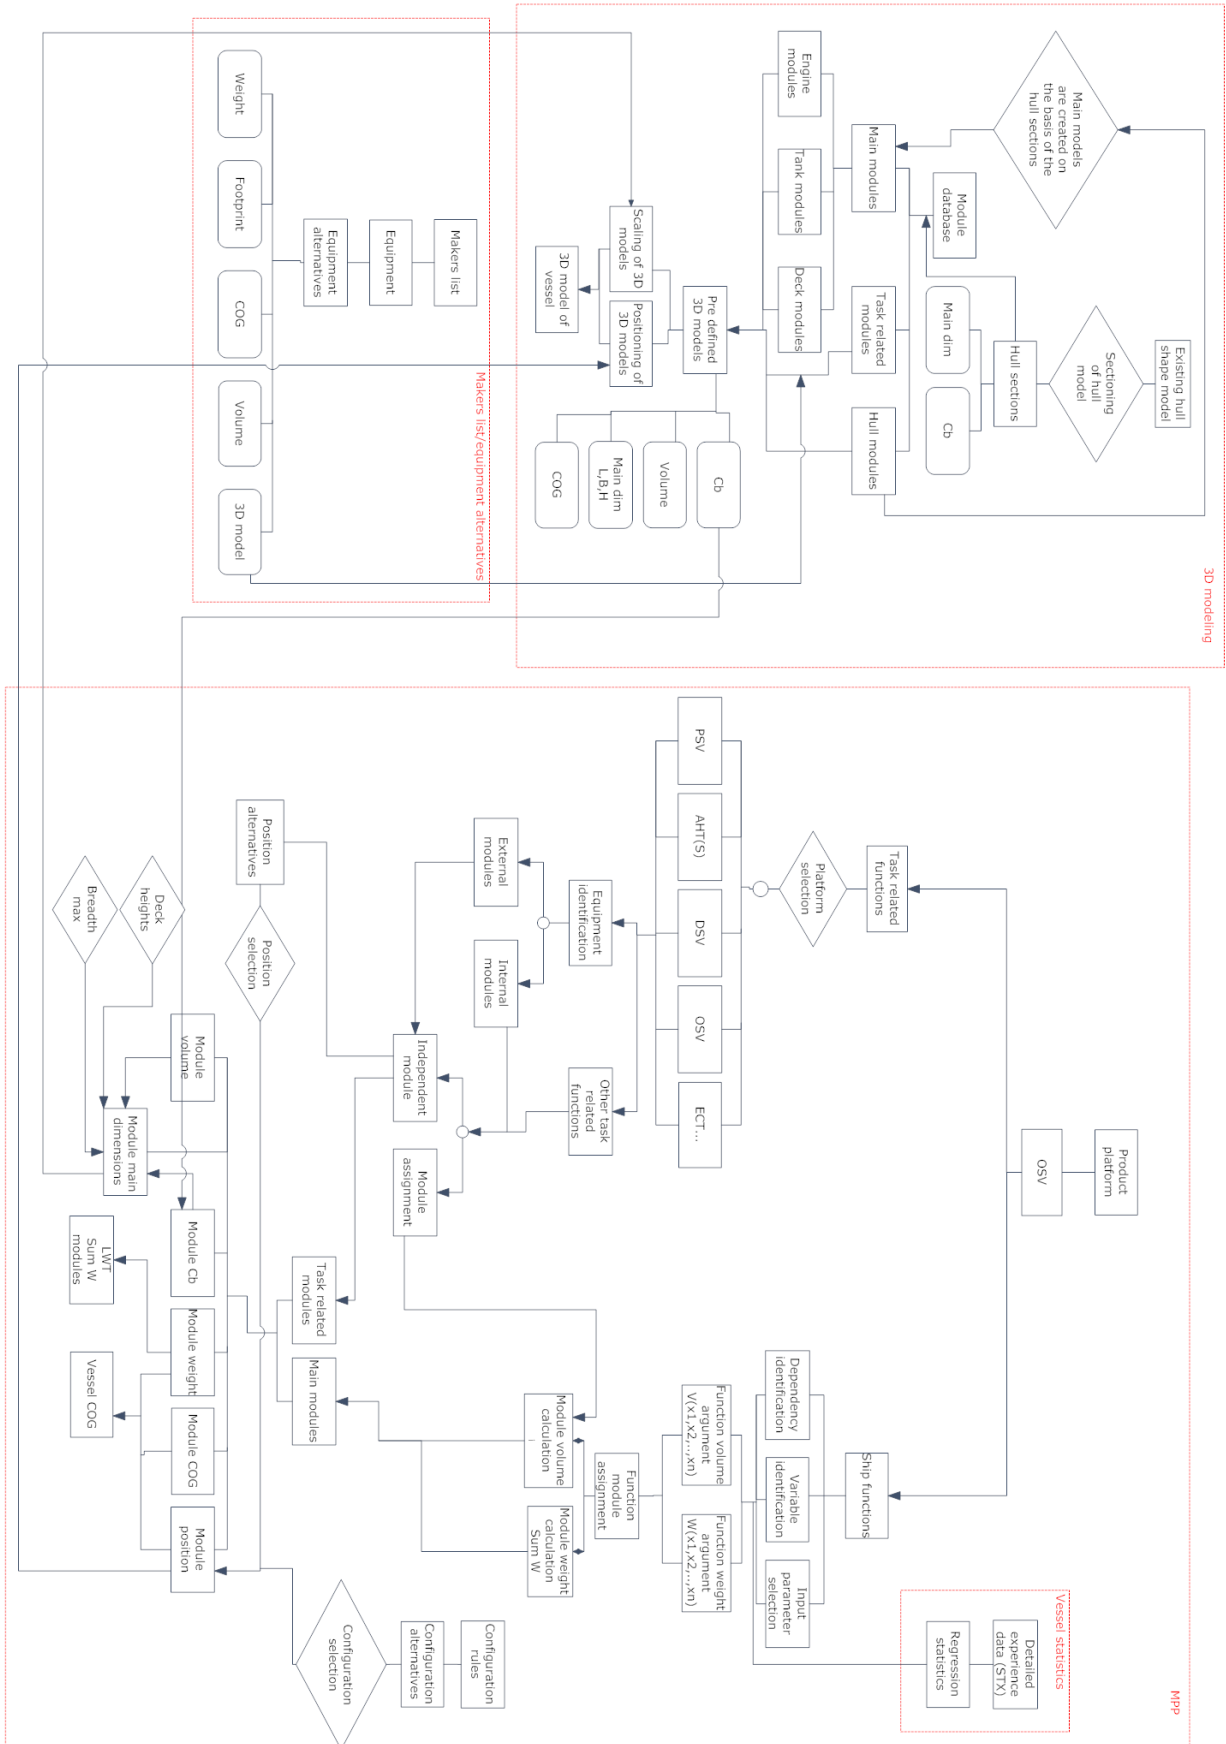 3D modeling
Existing hull
shape model
Sectioning
of hull
model
Hull sections
Main dim
Cb
Main models
are created on
the basis of the
hull sections
Module
database
Main modules
Task related
modules
Hull modules
Engine
modules
Tank modules
Deck modules
Pre defined
3D models
Scaling of 3D
models
Positioning of
3D models
3D model of
vessel
Cb
Volume
Main dim
L,B,H
COG
Makers list/equipment alternatives
Makers list
Equipment
Equipment
alternatives
Weight
Footprint
COG
Volume
3D model
MPP
Product
platform
OSV
Task related
functions
Platform
selection
PSV
AHT(S)
DSV
OSV
ECT...
Equipment
identification
Other task
related
functions
External
modules
Internal
modules
Independent
module
Module
assignment
Position
alternatives
Position
selection
Deck
heights
Breadth
max
Ship functions
Dependency
identification
Variable
identification
Input
parameter
selection
Function volume
argument
V(x1,x2,..,xn)
Function weight
argument
W(x1,x2,..,xn)
Function
module
assignment
Module volume
calculation
Module weight
calculation
Sum W
Task related
modules
Main modules
Module
volume
Module main
dimensions
Module Cb
Module weight
Module COG
Module
position
LWT
Sum W
modules
Vessel COG
Configuration
rules
Configuration
alternatives
Configuration
selection
Vessel statistics
Detailed
experience
data (STX)
Regression
statistics